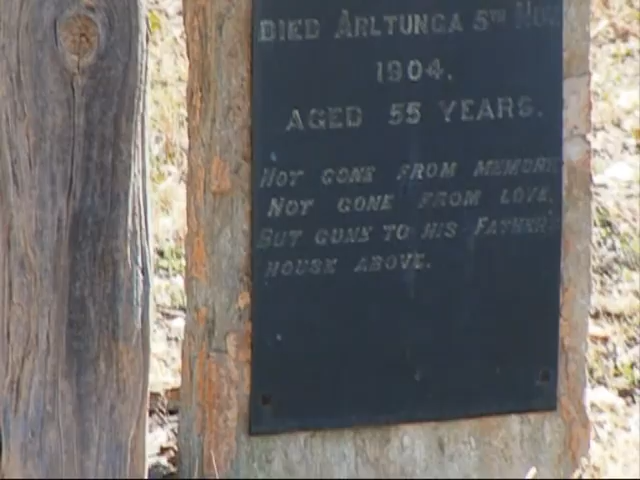 DIED ARLTUNGA 5TH NOV
1904.
AGED 55 YEARS.
NOT GONE FROM MEMORY
NOT GONE FROM LOVE.
BUT GONE TO HIS FATHER'S
HOUSE ABOVE.